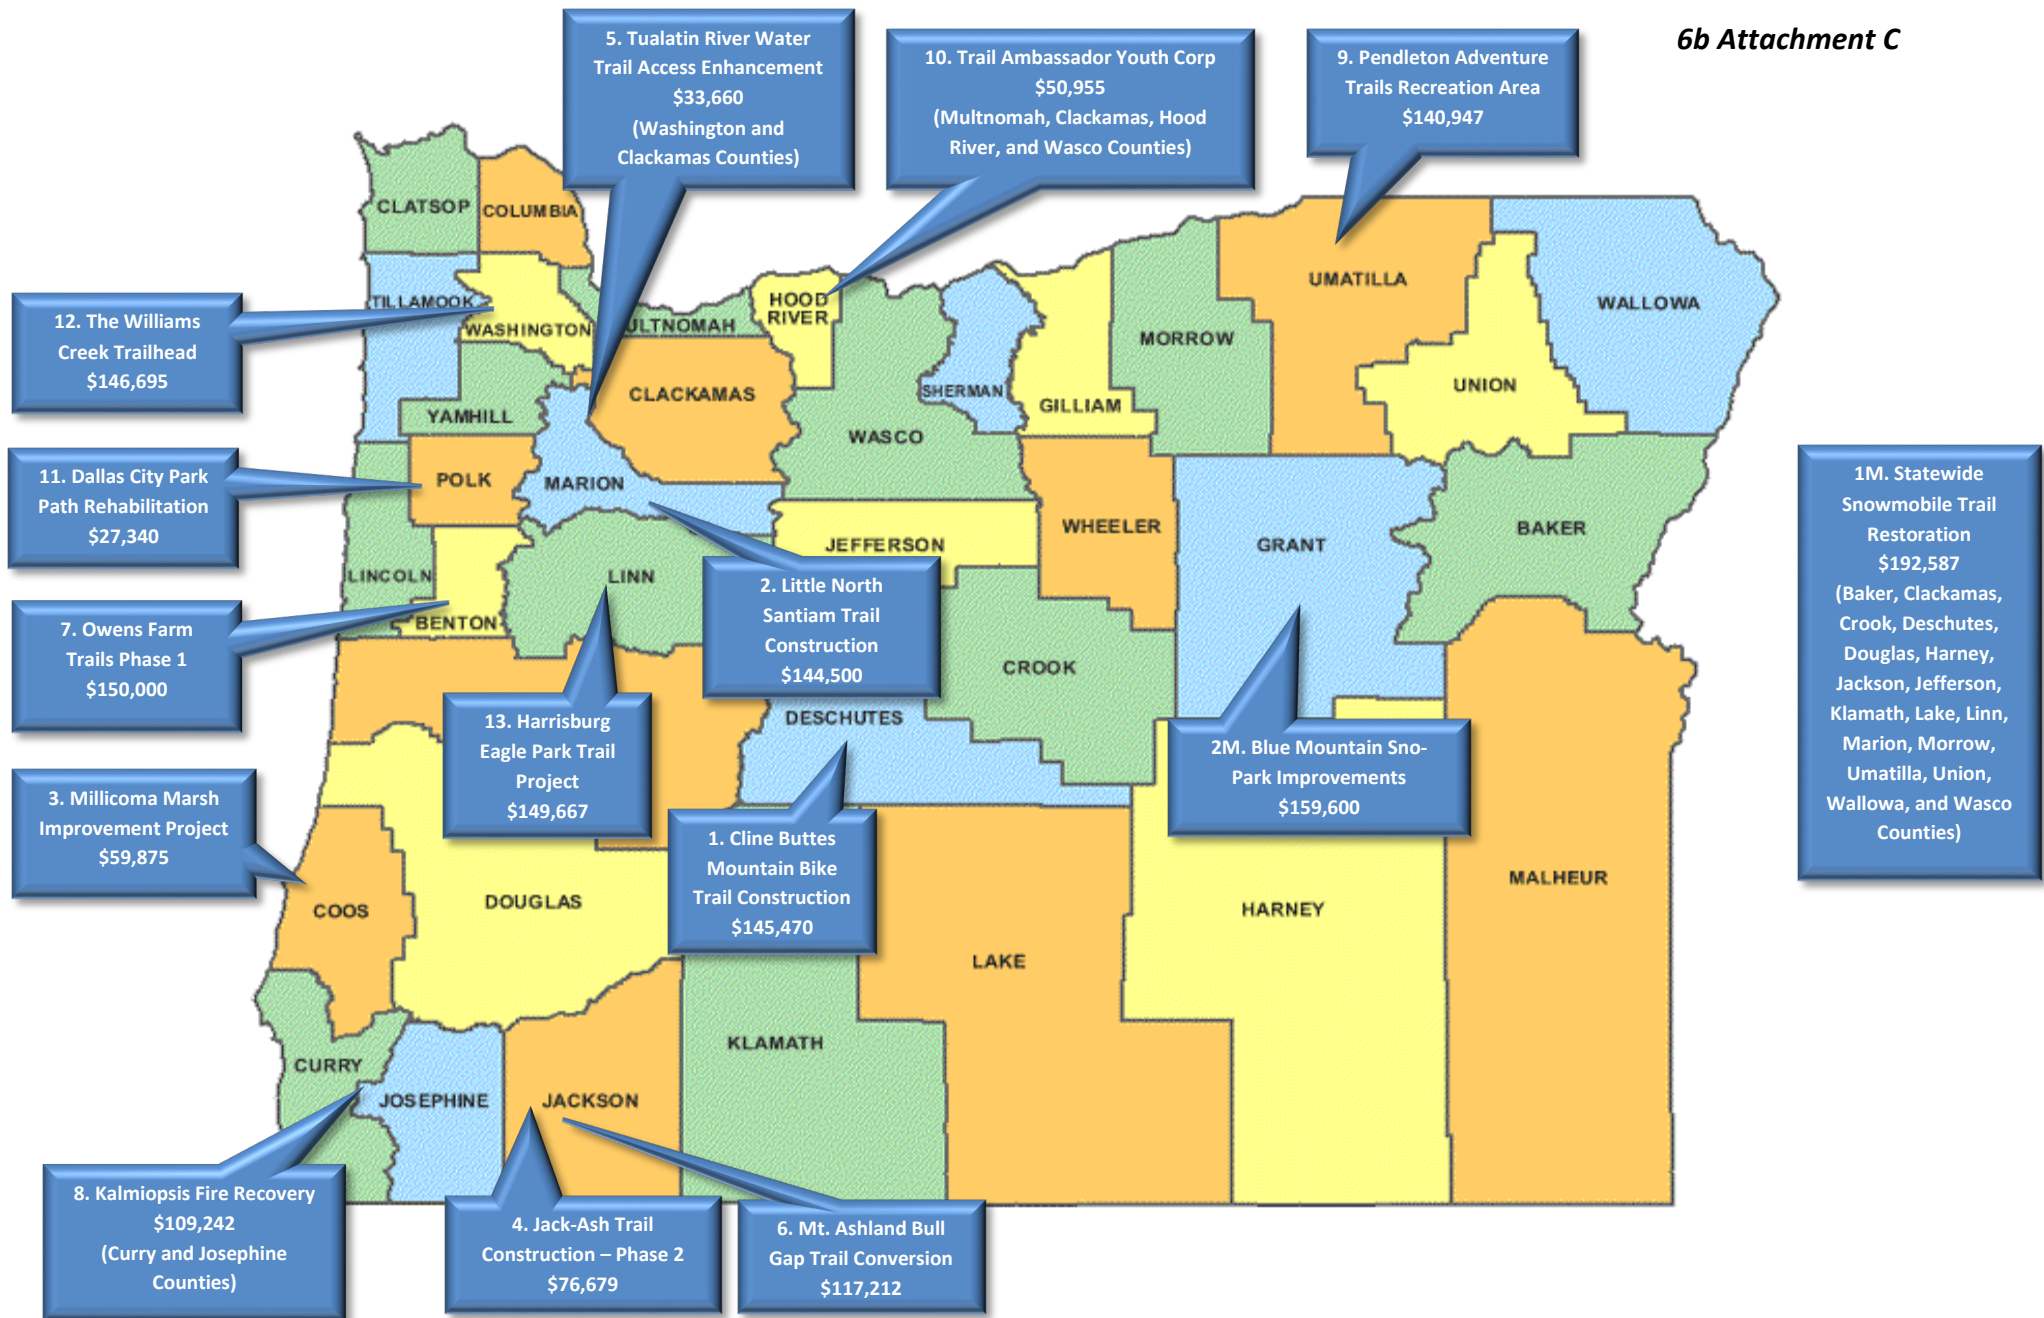 6b Attachment C
5. Tualatin River Water
Trail Access Enhancement
$33,660
(Washington and
Clackamas Counties)
10. Trail Ambassador Youth Corp
$50,955
(Multnomah, Clackamas, Hood
River, and Wasco Counties)
9. Pendleton Adventure
Trails Recreation Area
$140,947
12. The Williams
Creek Trailhead
$146,695
11. Dallas City Park
Path Rehabilitation
$27,340
7. Owens Farm
Trails Phase 1
$150,000
3. Millicoma Marsh
Improvement Project
$59,875
8. Kalmiopsis Fire Recovery
$109,242
(Curry and Josephine
Counties)
4. Jack-Ash Trail
Construction – Phase 2
$76,679
6. Mt. Ashland Bull
Gap Trail Conversion
$117,212
13. Harrisburg
Eagle Park Trail
Project
$149,667
2. Little North
Santiam Trail
Construction
$144,500
1. Cline Buttes
Mountain Bike
Trail Construction
$145,470
2M. Blue Mountain Sno-
Park Improvements
$159,600
1M. Statewide
Snowmobile Trail
Restoration
$192,587
(Baker, Clackamas,
Crook, Deschutes,
Douglas, Harney,
Jackson, Jefferson,
Klamath, Lake, Linn,
Marion, Morrow,
Umatilla, Union,
Wallowa, and Wasco
Counties)
CLATSOP
COLUMBIA
TILLAMOOK
WASHINGTON
ULTNOMAH
HOOD
RIVER
CLACKAMAS
YAMHILL
POLK
MARION
LINCOLN
BENTON
LINN
WASCO
SHERMAN
GILLIAM
MORROW
UMATILLA
UNION
WALLOWA
JEFFERSON
WHEELER
GRANT
BAKER
CROOK
DESCHUTES
COOS
DOUGLAS
LAKE
HARNEY
MALHEUR
CURRY
JOSEPHINE
JACKSON
KLAMATH